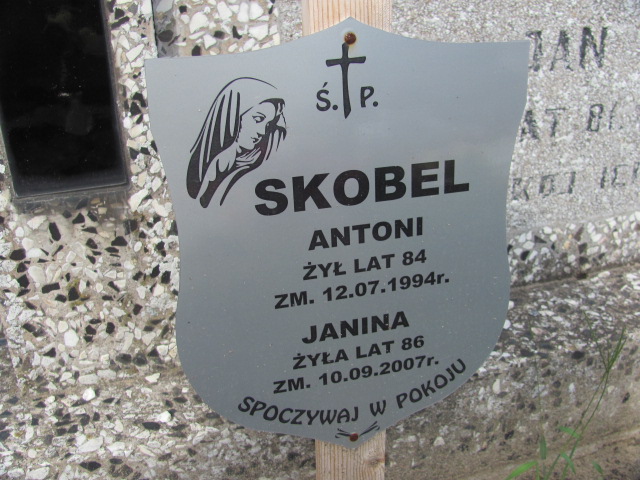 Ś. P.
SKOBEL
ANTONI
ŻYŁ LAT 84
ZM. 12.07.1994r.
JANINA
ŻYŁA LAT 86
ZM. 10.09.2007r.
SPOCZYWAJ W POKOJU
JAN